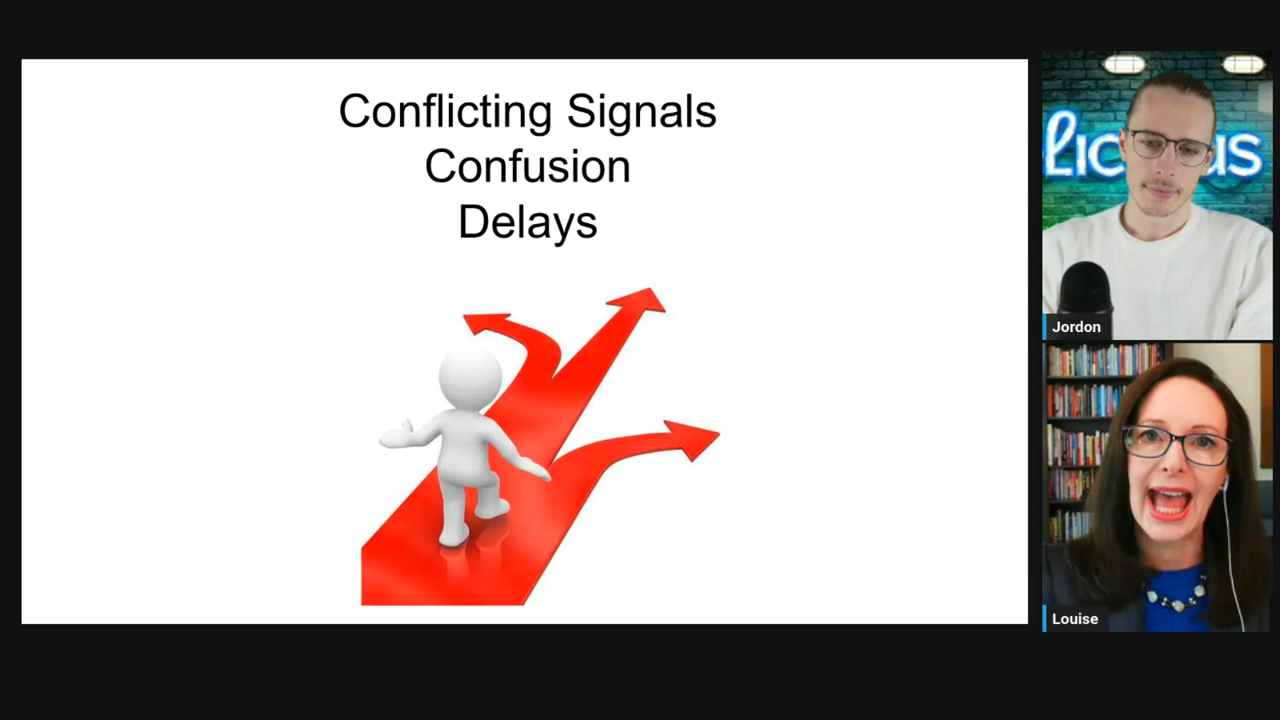 Conflicting Signals
Confusion
Delays
Jordon
Louise